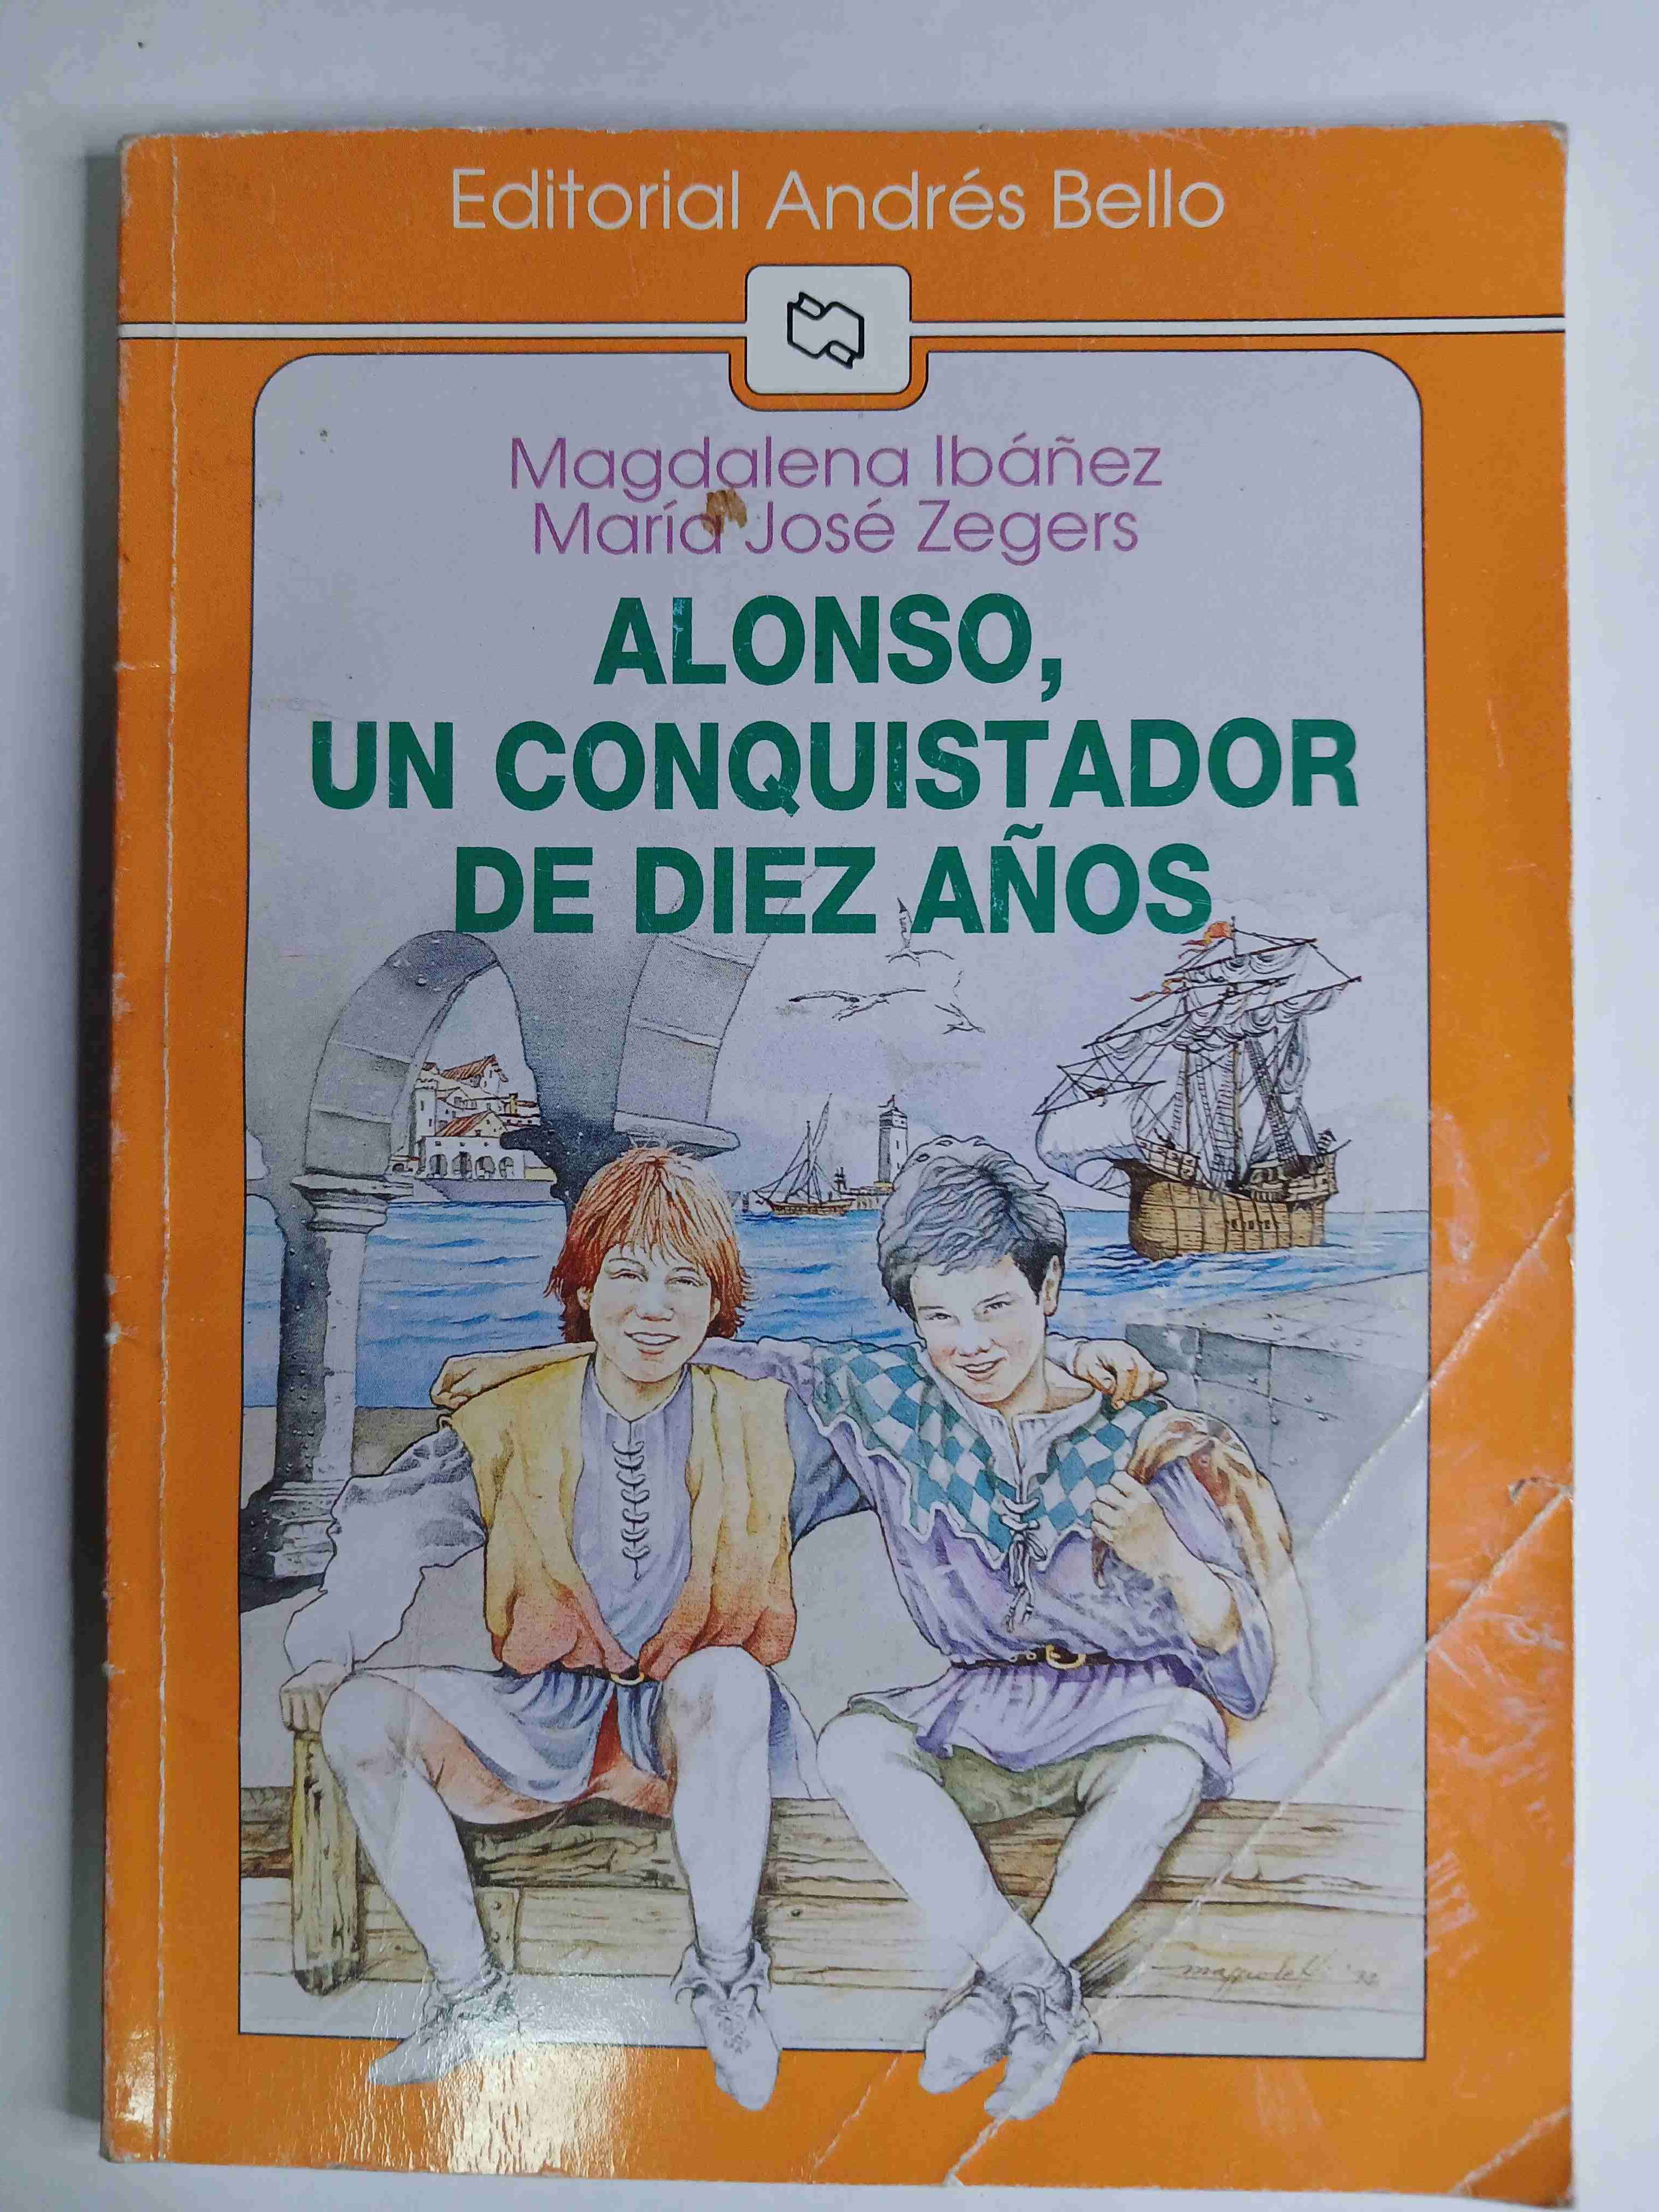 Editorial Andrés Bello
Magdalena Ibáñez
María José Zegers
ALONSO,
UN CONQUISTADOR
DE DIEZ AÑOS